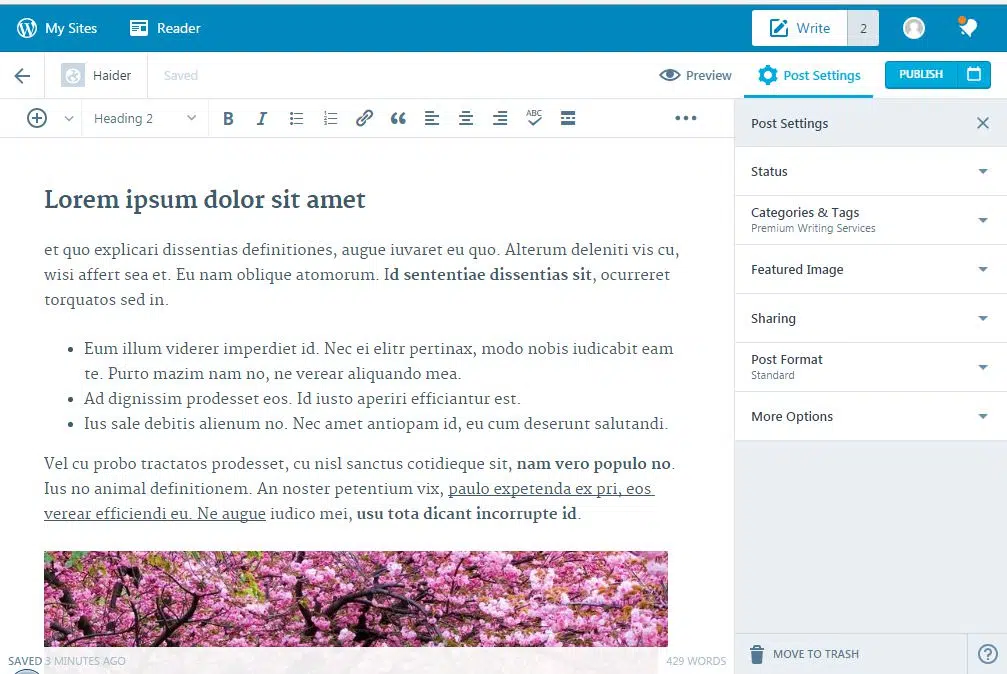 My Sites Reader Write 2
Haider Saved Preview Post Settings PUBLISH
Heading 2 B I ABC
Post Settings
Status
Categories & Tags
Premium Writing Services
Featured Image
Sharing
Post Format
Standard
More Options
Lorem ipsum dolor sit amet
et quo explicari dissentias definitiones, augue iuvaret eu quo. Alterum deleniti vis cu,
wisi affert sea et. Eu nam oblique atomorum. Id sententiae dissentias sit, ocurreret
torquatos sed in.
Eum illum viderer imperdiet id. Nec ei elitr pertinax, modo nobis iudicabit eam
te. Purto mazim nam no, ne verear aliquando mea.
Ad dignissim prodesset eos. Id iusto aperiri efficiantur est.
Ius sale debitis alienum no. Nec amet antiopam id, eu cum deserunt salutandi.
Vel cu probo tractatos prodesset, cu nisl sanctus cotidieque sit, nam vero populo no.
Ius no animal definitionem. An noster petentium vix, paulo expetenda ex pri, eos
verear efficiendi eu. Ne augue iudico mei, usu tota dicant incorrupte id.
SAVED 3 MINUTES AGO 429 WORDS
MOVE TO TRASH ?